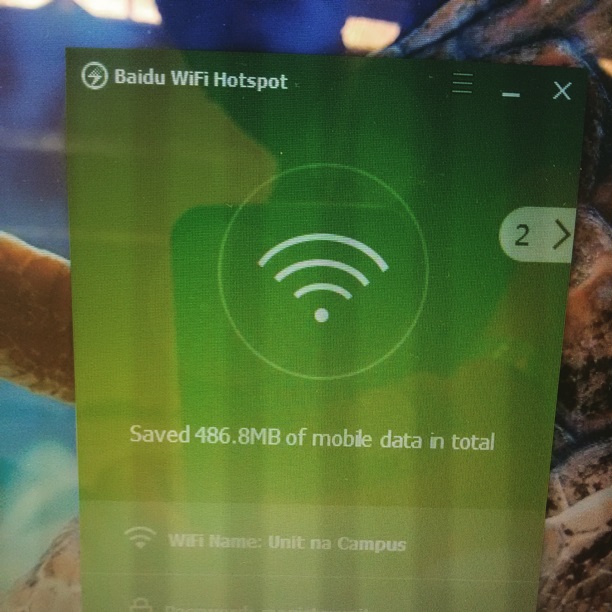 Baidu WiFi Hotspot
2
Saved 486.8MB of mobile data in total
WiFi Name: Unit na Campus